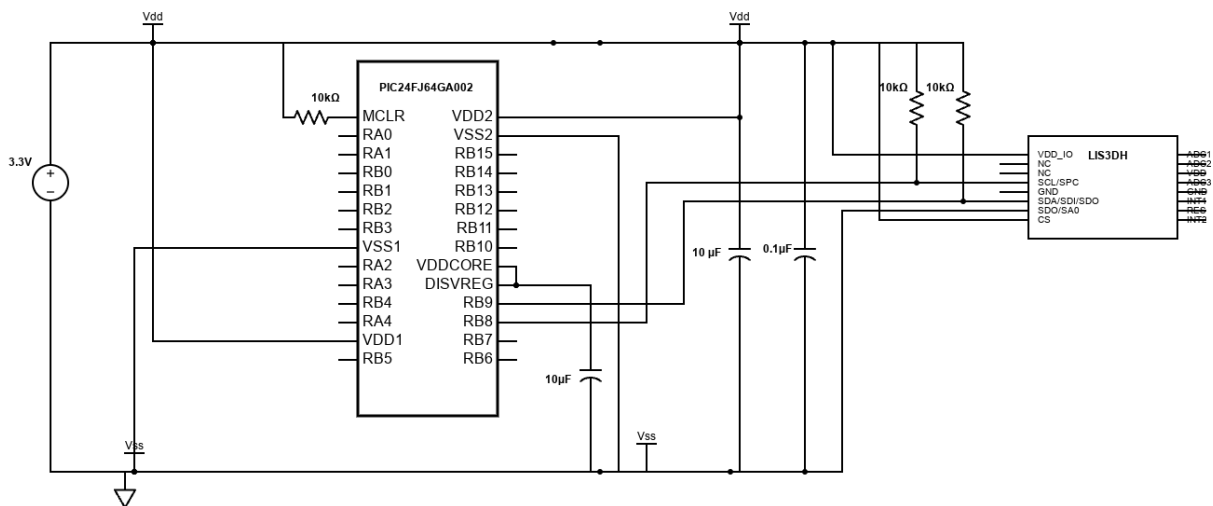 Vdd
Vdd
PIC24FJ64GA002
10kΩ
MCLR
RA0
RA1
RB0
RB1
RB2
RB3
VSS1
RA2
RA3
RB4
RA4
VDD1
RB5
VDD2
VSS2
RB15
RB14
RB13
RB12
RB11
RB10
VDDCORE
DISVREG
RB9
RB8
RB7
RB6
3.3V
+
−
10 µF
0.1µF
10µF
10kΩ
10kΩ
LIS3DH
VDD_IO
NC
NC
SCL/SPC
GND
SDA/SDI/SDO
SDO/SA0
CS
ADC1
ADC2
VDD
ADC3
GND
INT1
RES
INT2
Vss
Vss